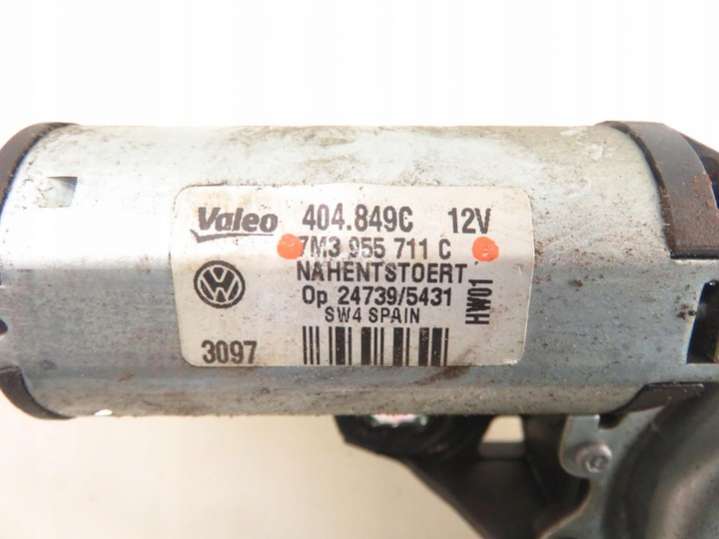 Valeo 404.849C 12V
7M3 955 711 C
NAHENTSTOERT
Op 24739/5431
SW4 SPAIN
HW01
3097